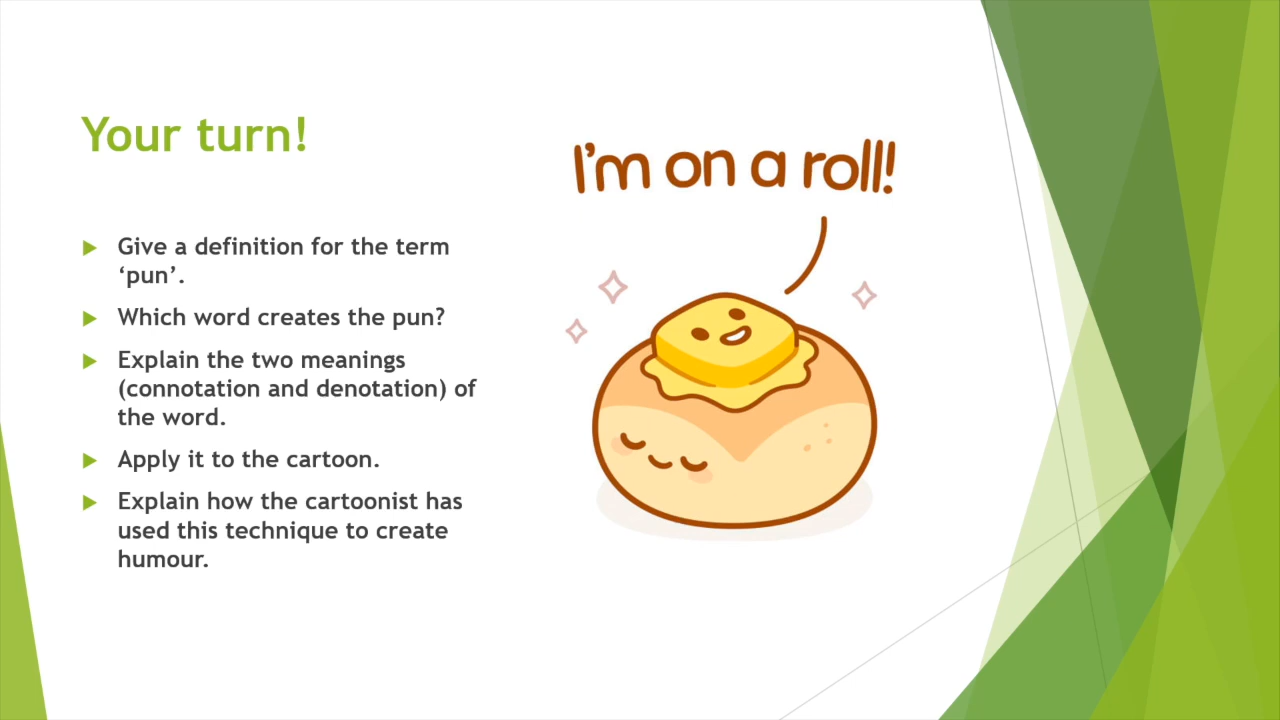 Your turn!
I'm on a roll!
Give a definition for the term
‘pun’.
Which word creates the pun?
Explain the two meanings
(connotation and denotation) of
the word.
Apply it to the cartoon.
Explain how the cartoonist has
used this technique to create
humour.